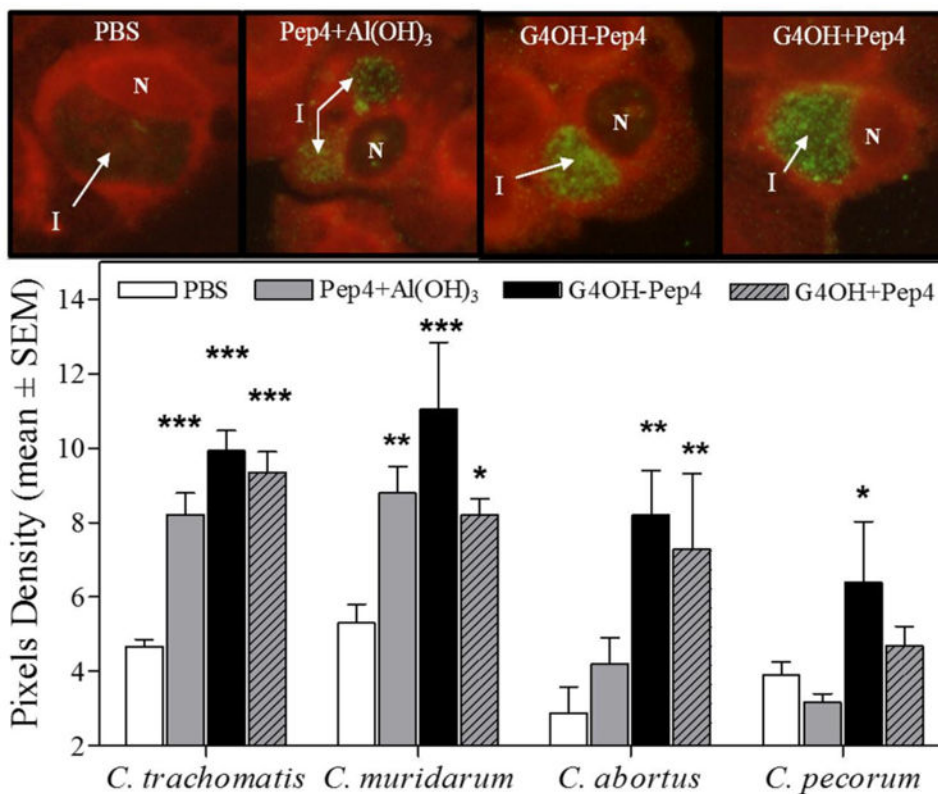 PBS
Pep4+Al(OH)3
G4OH-Pep4
G4OH+Pep4
N
I
I
N
N
I
N
I
PBS
Pep4+Al(OH)3
G4OH-Pep4
G4OH+Pep4
Pixels Density (mean ± SEM)
14
12
10
8
6
4
2
***
***
***
**
***
*
**
**
*
C. trachomatis
C. muridarum
C. abortus
C. pecorum